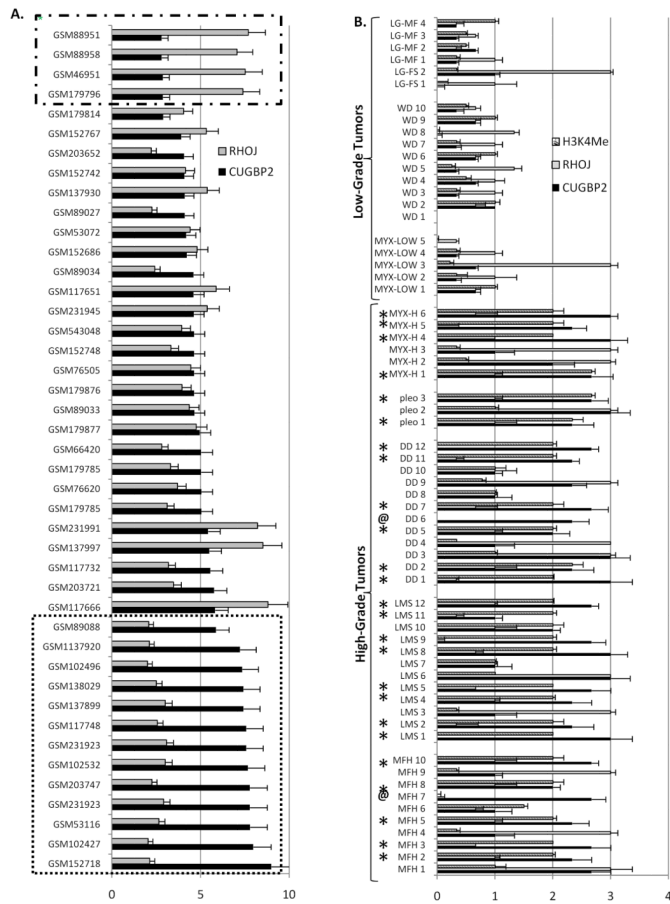 A.
GSM88951
GSM88958
GSM46951
GSM179796
GSM179814
GSM152767
GSM203652
GSM152742
GSM137930
GSM89027
GSM53072
GSM152686
GSM89034
GSM117651
GSM231945
GSM543048
GSM152748
GSM76505
GSM179876
GSM89033
GSM179877
GSM66420
GSM179785
GSM76620
GSM179785
GSM231991
GSM137997
GSM117732
GSM203721
GSM117666
GSM89088
GSM1137920
GSM102496
GSM138029
GSM137899
GSM117748
GSM231923
GSM102532
GSM203747
GSM231923
GSM53116
GSM102427
GSM152718
RHOJ
CUGBP2
0 5 10
B.
Low-Grade Tumors
High-Grade Tumors
LG-MF 4
LG-MF 3
LG-MF 2
LG-MF 1
LG-FS 2
LG-FS 1
WD 10
WD 9
WD 8
WD 7
WD 6
WD 5
WD 4
WD 3
WD 2
WD 1
MYX-LOW 5
MYX-LOW 4
MYX-LOW 3
MYX-LOW 2
MYX-LOW 1
* MYX-H 6
* MYX-H 5
* MYX-H 4
MYX-H 3
MYX-H 2
* MYX-H 1
* pleo 3
pleo 2
* pleo 1
* DD 12
* DD 11
DD 10
DD 9
DD 8
* DD 7
@ DD 6
* DD 5
DD 4
DD 3
* DD 2
* DD 1
* LMS 12
* LMS 11
LMS 10
* LMS 9
* LMS 8
LMS 7
LMS 6
* LMS 5
* LMS 4
LMS 3
* LMS 2
* LMS 1
* MFH 10
MFH 9
* MFH 8
@ MFH 7
MFH 6
* MFH 5
MFH 4
* MFH 3
* MFH 2
MFH 1
H3K4Me
RHOJ
CUGBP2
0 1 2 3 4